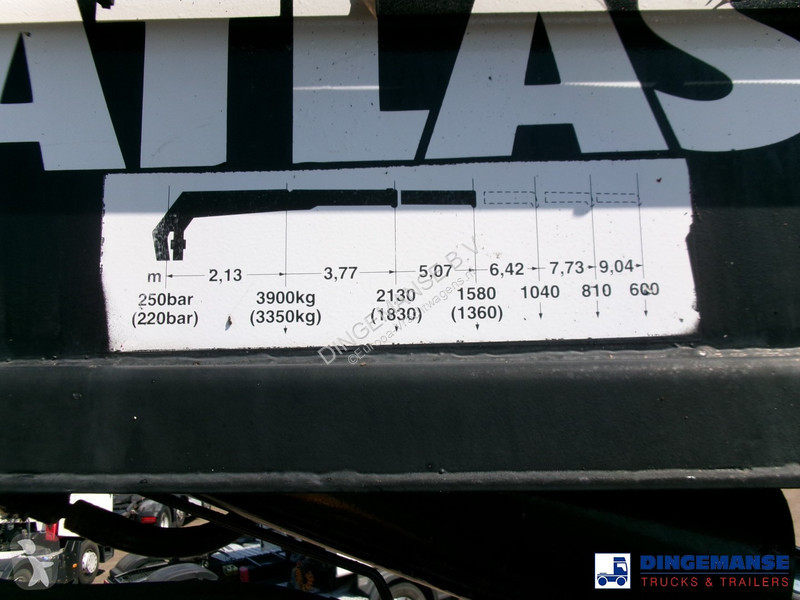 ATLAS
m 2,13 3,77 5,07 6,42 7,73 9,04
250bar 3900kg 2130 1580 1040 810 600
(220bar) (3350kg) (1830) (1360)
DINGEMANSE B.V.
DINGEMANSE
TRUCKS & TRAILERS